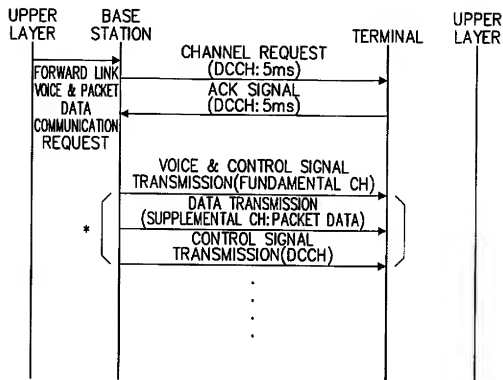 UPPER
LAYER
BASE
STATION
TERMINAL
UPPER
LAYER
FORWARD LINK
VOICE & PACKET
DATA
COMMUNICATION
REQUEST
CHANNEL REQUEST
(DCCH:5ms)
ACK SIGNAL
(DCCH:5ms)
VOICE & CONTROL SIGNAL
TRANSMISSION(FUNDAMENTAL CH)
DATA TRANSMISSION
(SUPPLEMENTAL CH:PACKET DATA)
*
CONTROL SIGNAL
TRANSMISSION(DCCH)